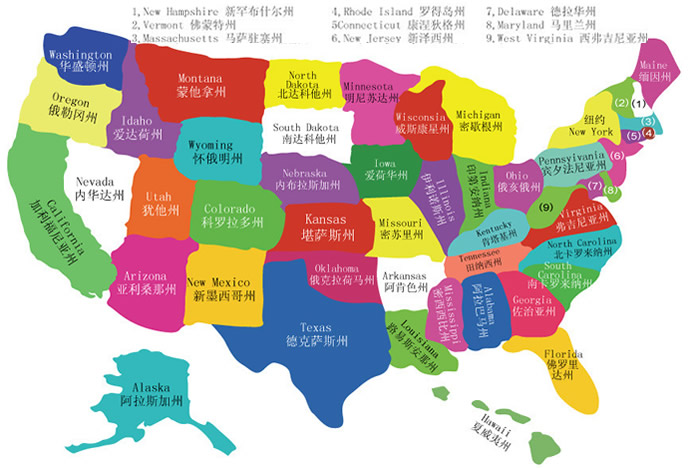 1,New Hampshire 新罕布什尔州
4,Rhode Island 罗得岛州
7,Delaware 德拉华州
2,Vermont 佛蒙特州
5Connecticut 康涅狄格州
8,Maryland 马里兰州
3,Massachusetts 马萨驻塞州
6,New Jersey 新泽西州
9,West Virginia 西弗吉尼亚州
Washington
华盛顿州
Montana
蒙他拿州
North
Dakota
北达科他州
Minnesota
明尼苏达州
Maine
缅因州
Oregon
俄勒冈州
Idaho
爱达荷州
Wyoming
怀俄明州
South Dakota
南达科他州
Wisconsin
威斯康星州
Michigan
密歇根州
纽约
New York
(2)
(1)
(3)
(5)
(4)
Nevada
内华达州
Utah
犹他州
Colorado
科罗拉多州
Nebraska
内布拉斯加州
Iowa
爱荷华州
Illinois
伊利诺斯州
Indiana
印第安纳州
Ohio
俄亥俄州
Pennsyivania
宾夕法尼亚州
(6)
(7)
(8)
(9)
California
加利福尼亚州
Kansas
堪萨斯州
Missouri
密苏里州
Kentucky
肯塔基州
Virginia
弗吉尼亚州
Arizona
亚利桑那州
New Mexico
新墨西哥州
Oklahoma
俄克拉荷马州
Arkansas
阿肯色州
Tennessee
田纳西州
North Carolina
北卡罗来纳州
South
Carolina
南卡罗来纳州
Texas
德克萨斯州
Louisiana
路易斯安那州
Mississippi
密西西比州
Alabama
阿拉巴马州
Georgia
佐治亚州
Florida
佛罗里
达州
Alaska
阿拉斯加州
Hawaii
夏威夷州